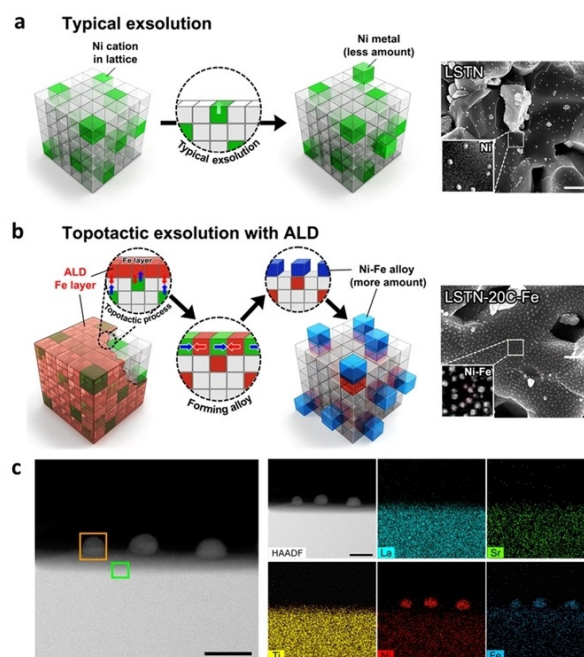 a Typical exsolution
Ni cation
in lattice
Typical exsolution
Ni metal
(less amount)
LSTN
Ni
b Topotactic exsolution with ALD
ALD
Fe layer
Fe layer
Topotactic process
Forming alloy
Ni-Fe alloy
(more amount)
LSTN-20C-Fe
Ni-Fe
c
HAADF
La
Sr
Ti
Ni
Fe